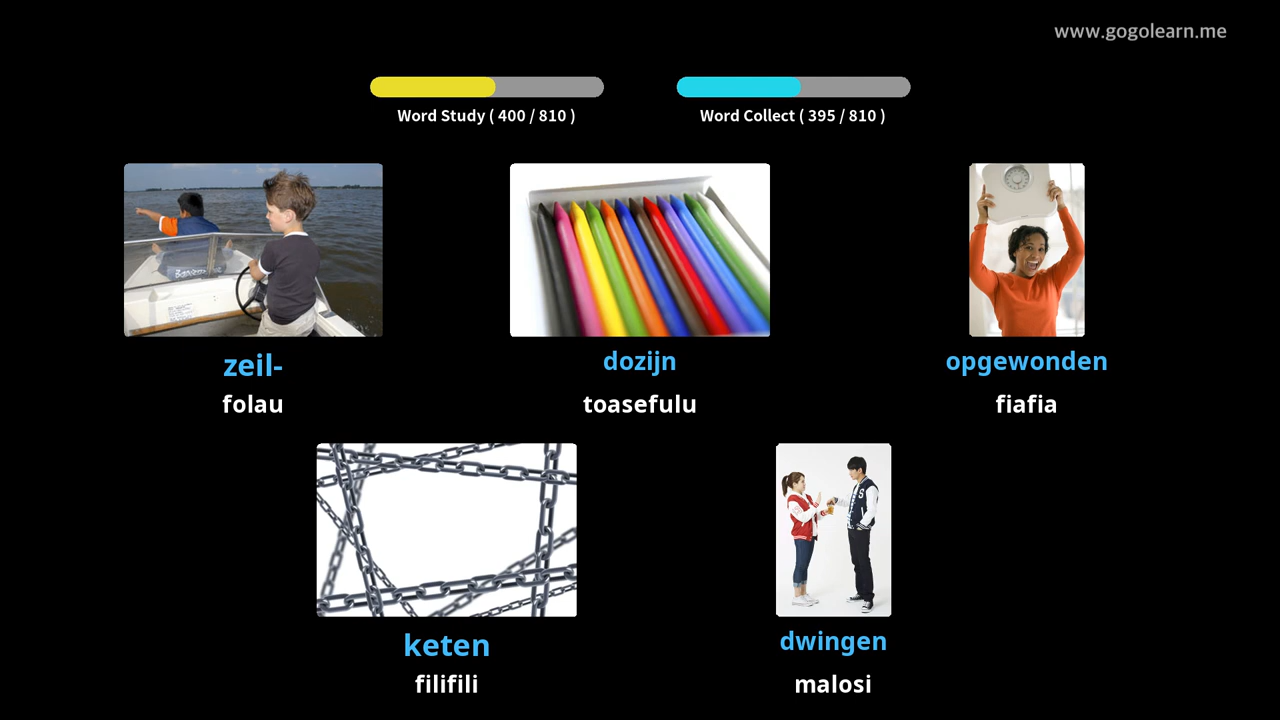 www.gogolearn.me
Word Study ( 400 / 810 )
Word Collect ( 395 / 810 )
zeil-
folau
dozijn
toasefulu
opgewonden
fiafia
keten
filifili
dwingen
malosi